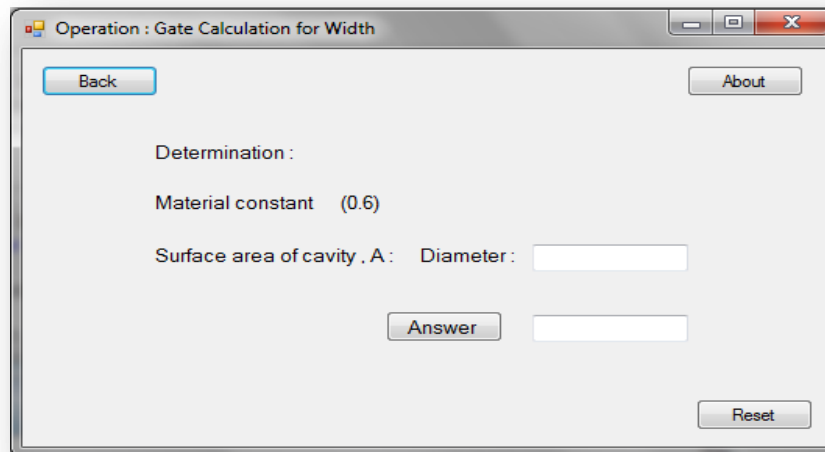 Operation : Gate Calculation for Width
Back
About
Determination :
Material constant (0.6)
Surface area of cavity , A : Diameter :
Answer
Reset